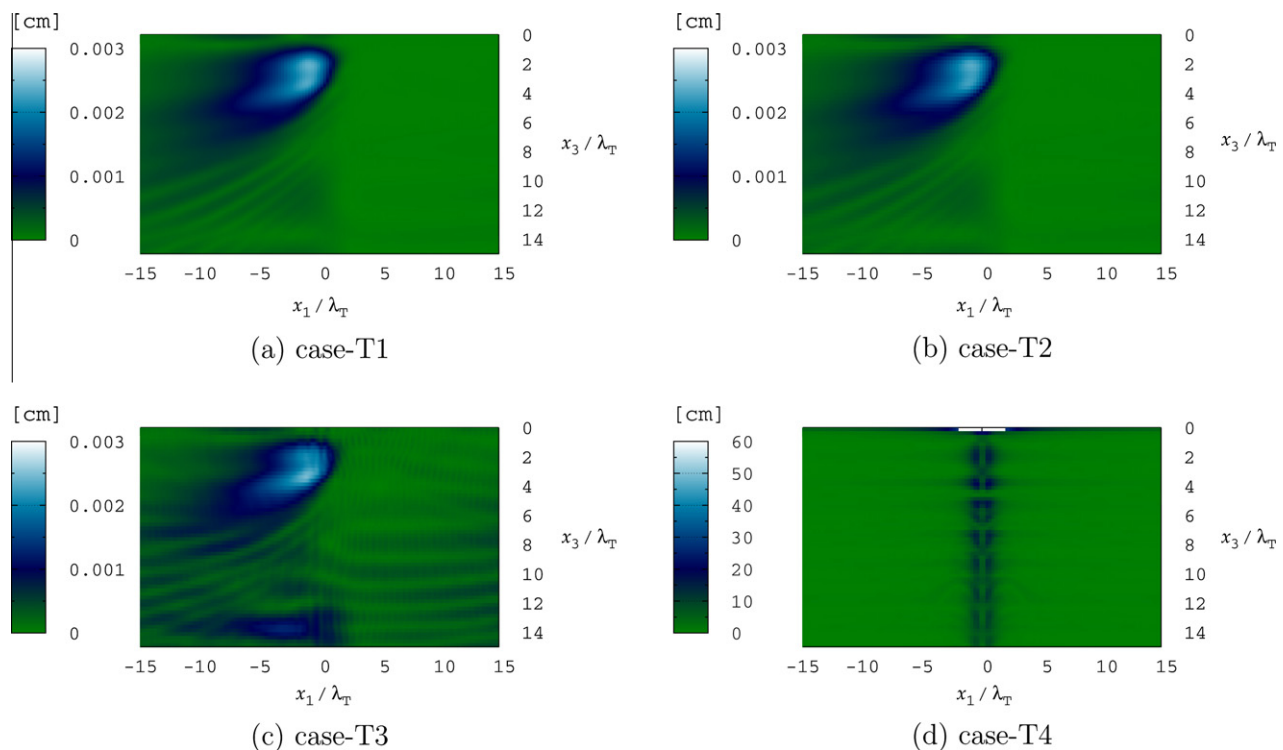 [cm]
0.003
0.002
0.001
0
0
2
4
6
8
10
12
14
x3 / λT
-15 -10 -5 0 5 10 15
x1 / λT
(a) case-T1
[cm]
0.003
0.002
0.001
0
0
2
4
6
8
10
12
14
x3 / λT
-15 -10 -5 0 5 10 15
x1 / λT
(b) case-T2
[cm]
0.003
0.002
0.001
0
0
2
4
6
8
10
12
14
x3 / λT
-15 -10 -5 0 5 10 15
x1 / λT
(c) case-T3
[cm]
60
50
40
30
20
10
0
0
2
4
6
8
10
12
14
x3 / λT
-15 -10 -5 0 5 10 15
x1 / λT
(d) case-T4